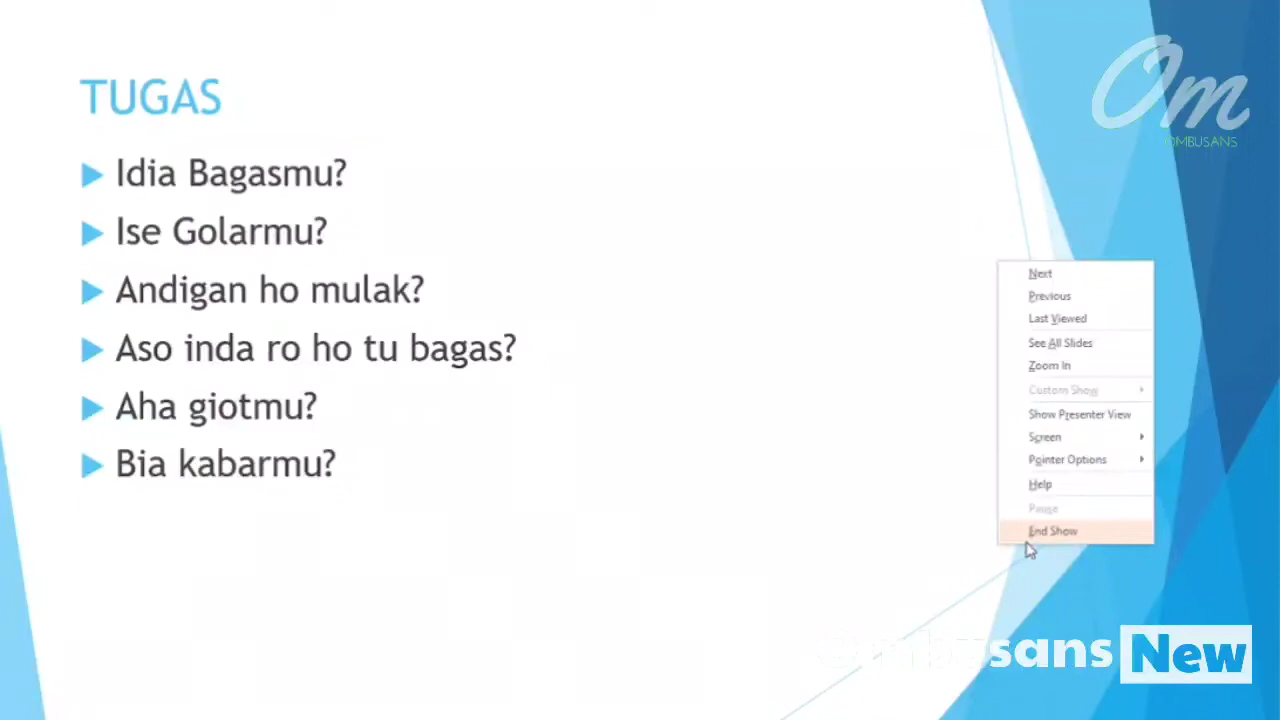 TUGAS
Om
OMBUSANS
Idia Bagasmu?
Ise Golarmu?
Andigan ho mulak?
Aso inda ro ho tu bagas?
Aha giotmu?
Bia kabarmu?
Next
Previous
Last Viewed
See All Slides
Zoom In
Custom Show
Show Presenter View
Screen
Pointer Options
Help
Pause
End Show
Ombusans New